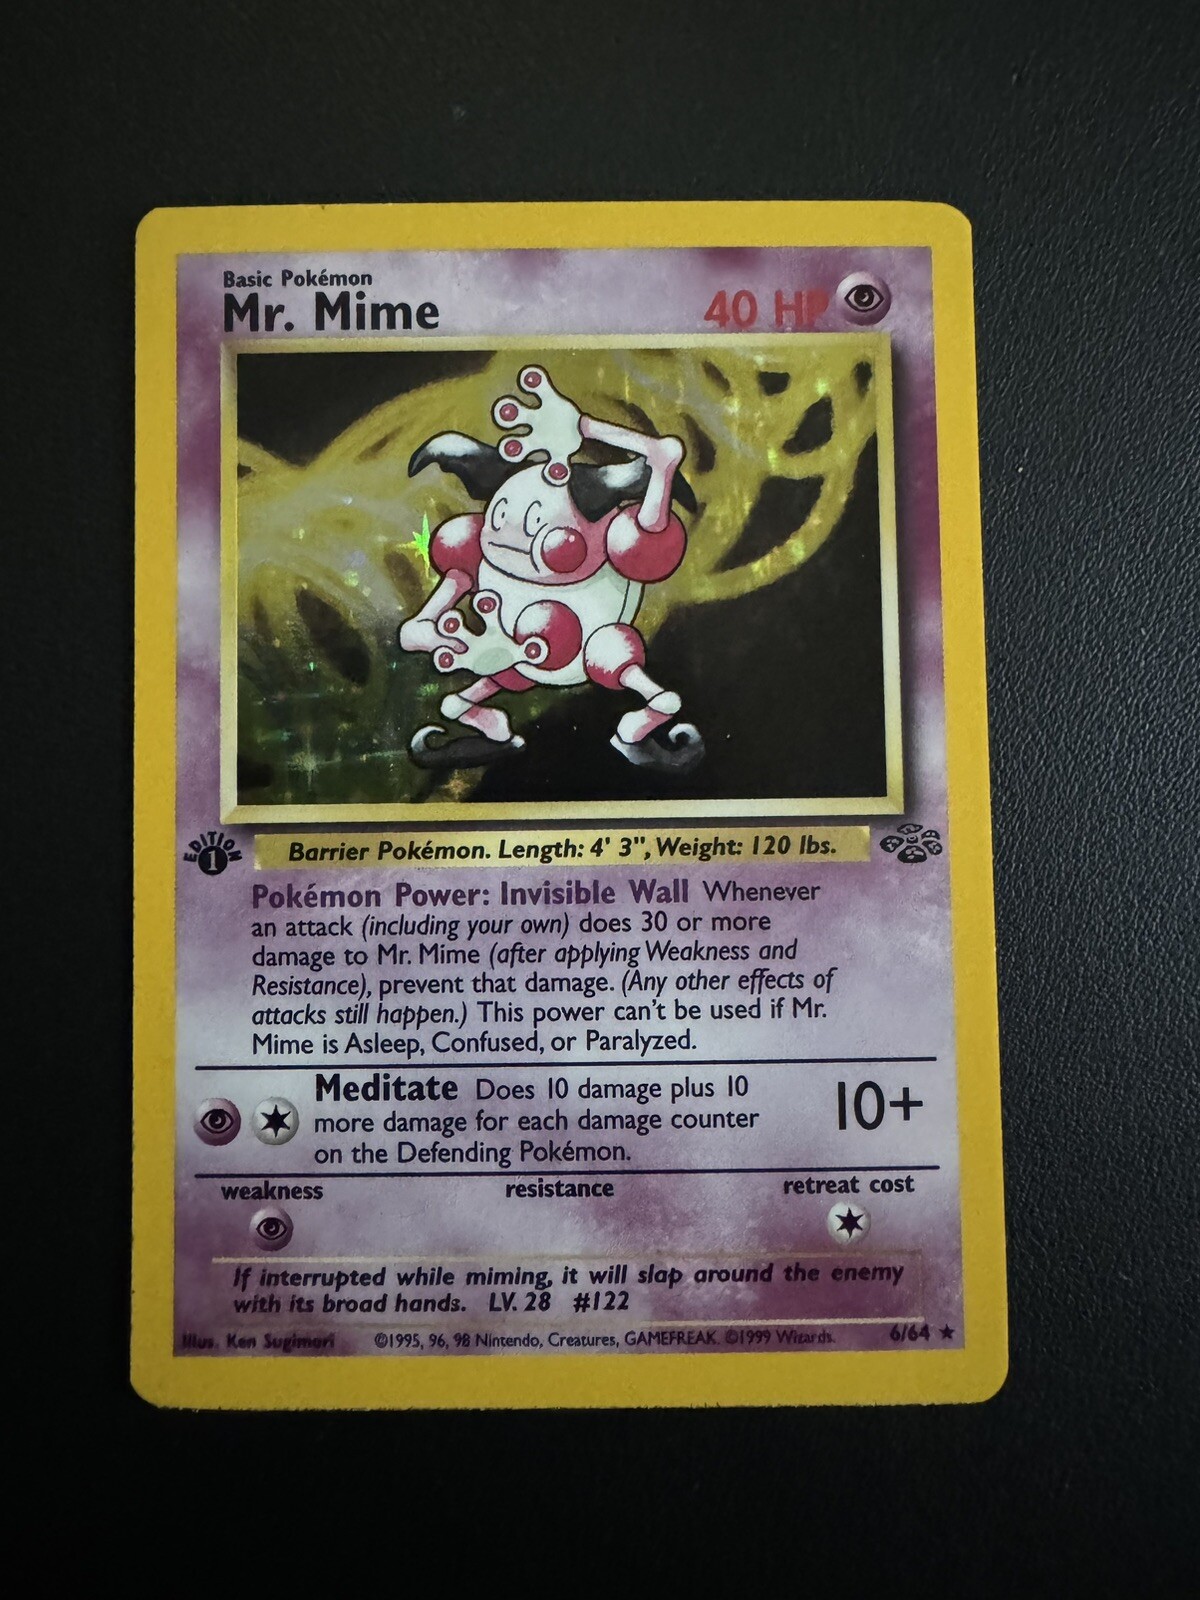 Basic Pokémon
Mr. Mime
40 HP
EDITION
1
Barrier Pokémon. Length: 4' 3", Weight: 120 lbs.
Pokémon Power: Invisible Wall Whenever
an attack (including your own) does 30 or more
damage to Mr. Mime (after applying Weakness and
Resistance), prevent that damage. (Any other effects of
attacks still happen.) This power can't be used if Mr.
Mime is Asleep, Confused, or Paralyzed.
Meditate Does 10 damage plus 10
more damage for each damage counter
on the Defending Pokémon.
10+
weakness
resistance
retreat cost
If interrupted while miming, it will slap around the enemy
with its broad hands. LV. 28 #122
Illus. Ken Sugimori
©1995, 96, 98 Nintendo, Creatures, GAMEFREAK. ©1999 Wizards.
6/64 ★